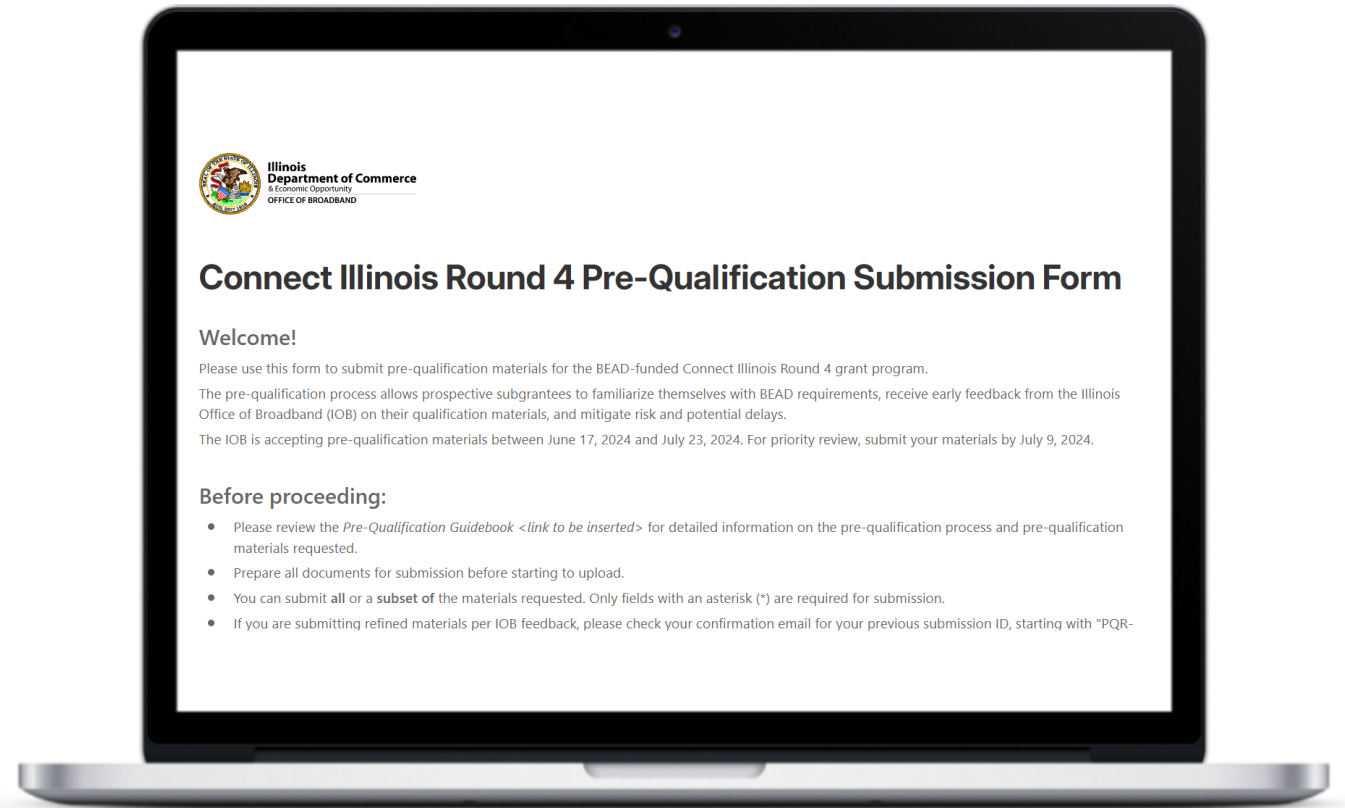 Illinois
Department of Commerce
& Economic Opportunity
OFFICE OF BROADBAND
Connect Illinois Round 4 Pre-Qualification Submission Form
Welcome!
Please use this form to submit pre-qualification materials for the BEAD-funded Connect Illinois Round 4 grant program.
The pre-qualification process allows prospective subgrantees to familiarize themselves with BEAD requirements, receive early feedback from the Illinois
Office of Broadband (IOB) on their qualification materials, and mitigate risk and potential delays.
The IOB is accepting pre-qualification materials between June 17, 2024 and July 23, 2024. For priority review, submit your materials by July 9, 2024.
Before proceeding:
• Please review the Pre-Qualification Guidebook <link to be inserted> for detailed information on the pre-qualification process and pre-qualification
materials requested.
• Prepare all documents for submission before starting to upload.
• You can submit all or a subset of the materials requested. Only fields with an asterisk (*) are required for submission.
• If you are submitting refined materials per IOB feedback, please check your confirmation email for your previous submission ID, starting with "PQR-